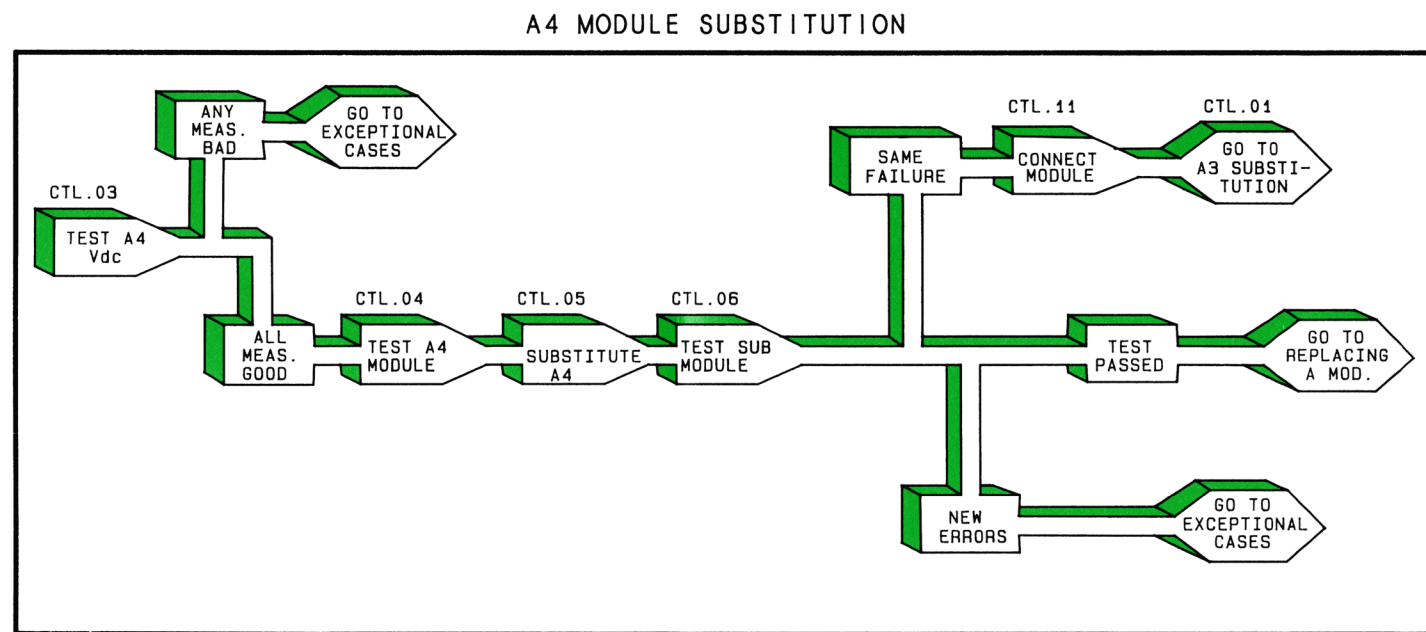 A4 MODULE SUBSTITUTION
ANY
MEAS.
BAD
GO TO
EXCEPTIONAL
CASES
CTL.03
TEST A4
Vdc
ALL
MEAS.
GOOD
CTL.04
TEST A4
MODULE
CTL.05
SUBSTITUTE
A4
CTL.06
TEST SUB
MODULE
SAME
FAILURE
CTL.11
CONNECT
MODULE
CTL.01
GO TO
A3 SUBSTI-
TUTION
TEST
PASSED
GO TO
REPLACING
A MOD.
NEW
ERRORS
GO TO
EXCEPTIONAL
CASES